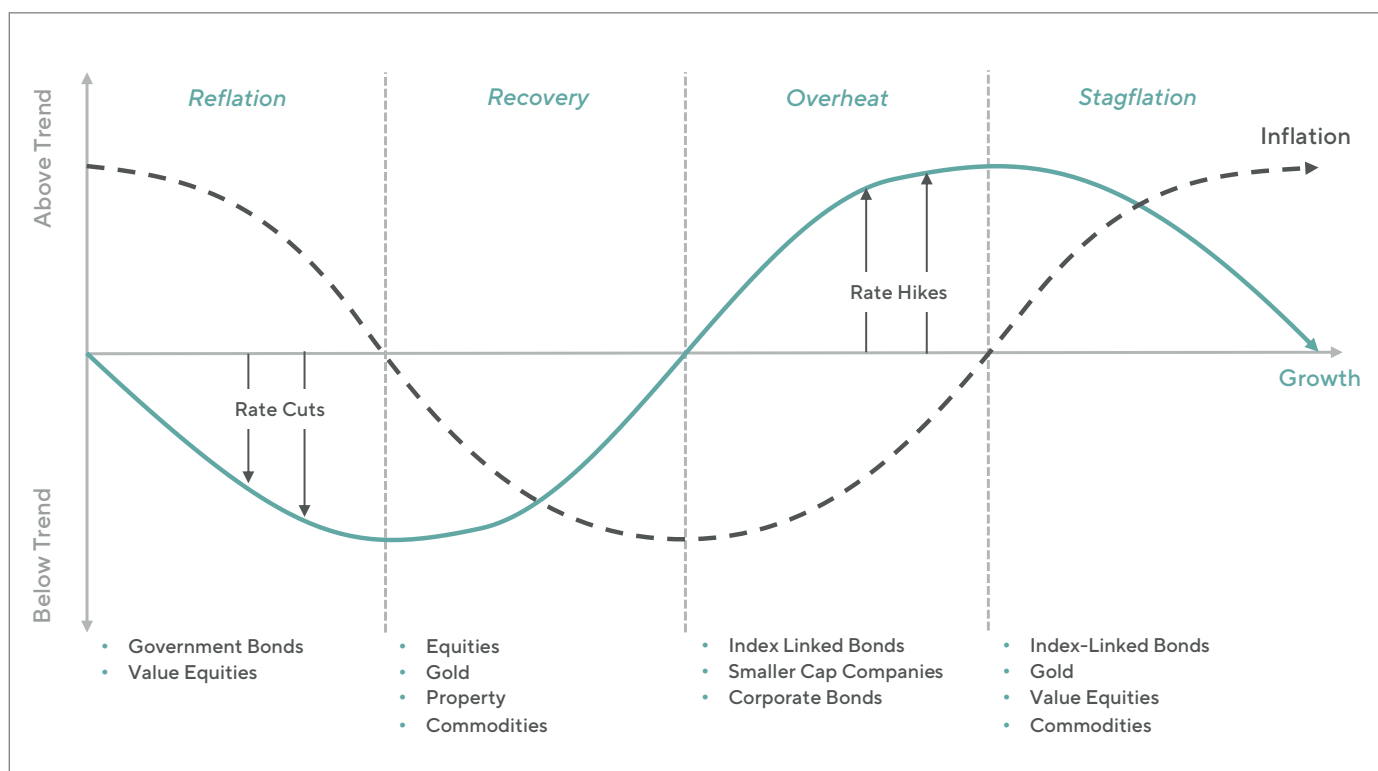 Above Trend
Below Trend
Reflation
Recovery
Overheat
Stagflation
Inflation
Rate Hikes
Growth
Rate Cuts
• Government Bonds
• Value Equities
• Equities
• Gold
• Property
• Commodities
• Index Linked Bonds
• Smaller Cap Companies
• Corporate Bonds
• Index-Linked Bonds
• Gold
• Value Equities
• Commodities